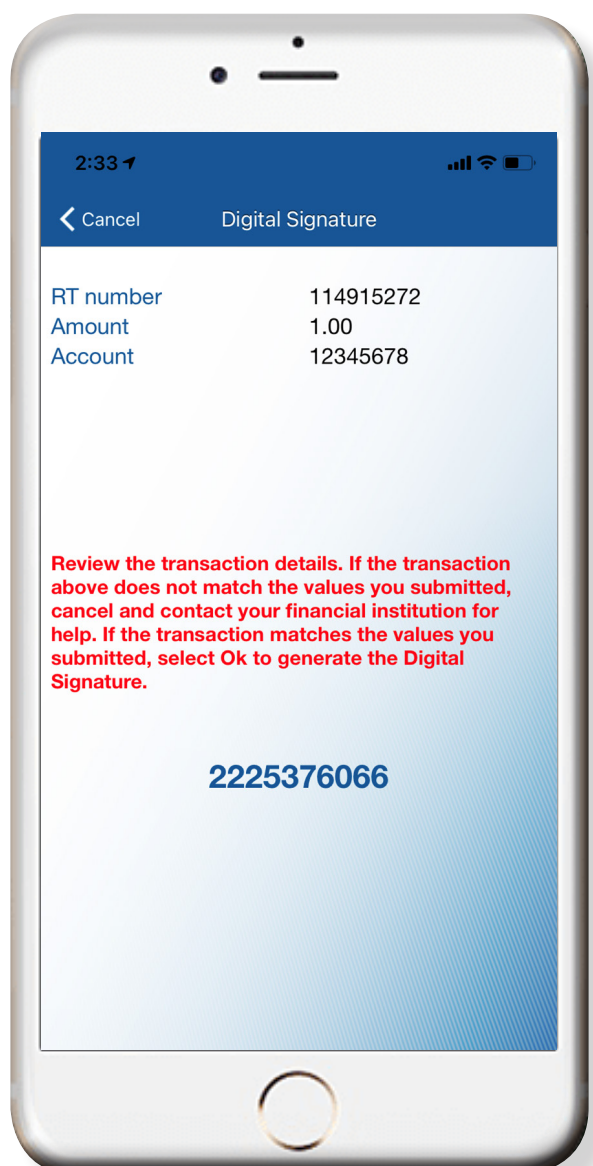 2:33
Cancel Digital Signature
RT number 114915272
Amount 1.00
Account 12345678
Review the transaction details. If the transaction
above does not match the values you submitted,
cancel and contact your financial institution for
help. If the transaction matches the values you
submitted, select Ok to generate the Digital
Signature.
2225376066